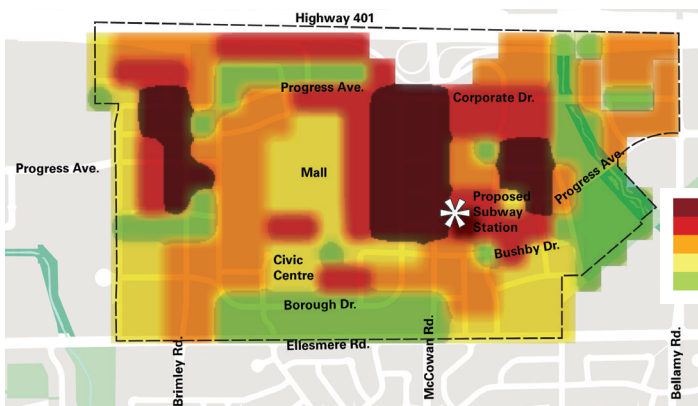 Highway 401
Progress Ave.
Corporate Dr.
Progress Ave.
Mall
Progress Ave.
Proposed
Subway
Station
Bushby Dr.
Civic
Centre
Borough Dr.
Ellesmere Rd.
Brimley Rd.
McCowan Rd.
Bellamy Rd.